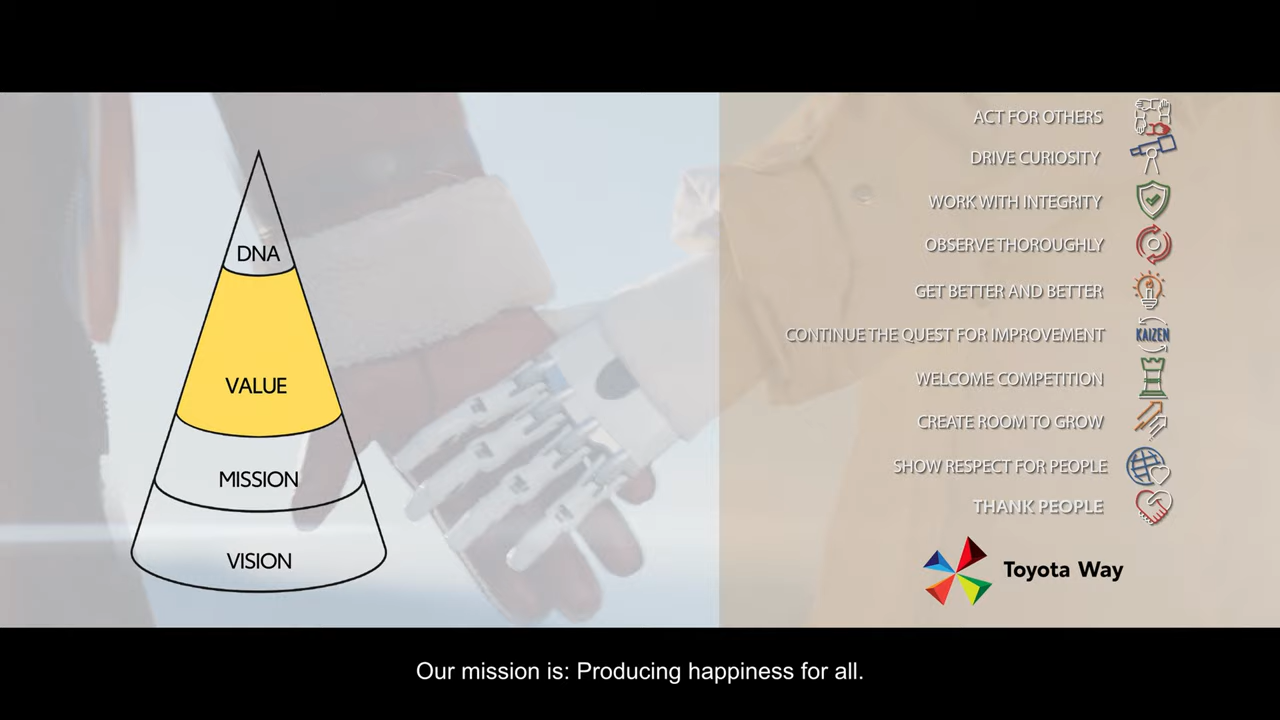 DNA
VALUE
MISSION
VISION
ACT FOR OTHERS
DRIVE CURIOSITY
WORK WITH INTEGRITY
OBSERVE THOROUGHLY
GET BETTER AND BETTER
CONTINUE THE QUEST FOR IMPROVEMENT
KAIZEN
WELCOME COMPETITION
CREATE ROOM TO GROW
SHOW RESPECT FOR PEOPLE
THANK PEOPLE
Toyota Way
Our mission is: Producing happiness for all.